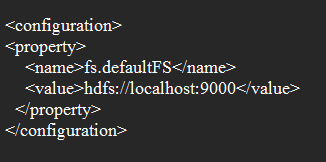 <configuration>
<property>
<name>fs.defaultFS</name>
<value>hdfs://localhost:9000</value>
</property>
</configuration>